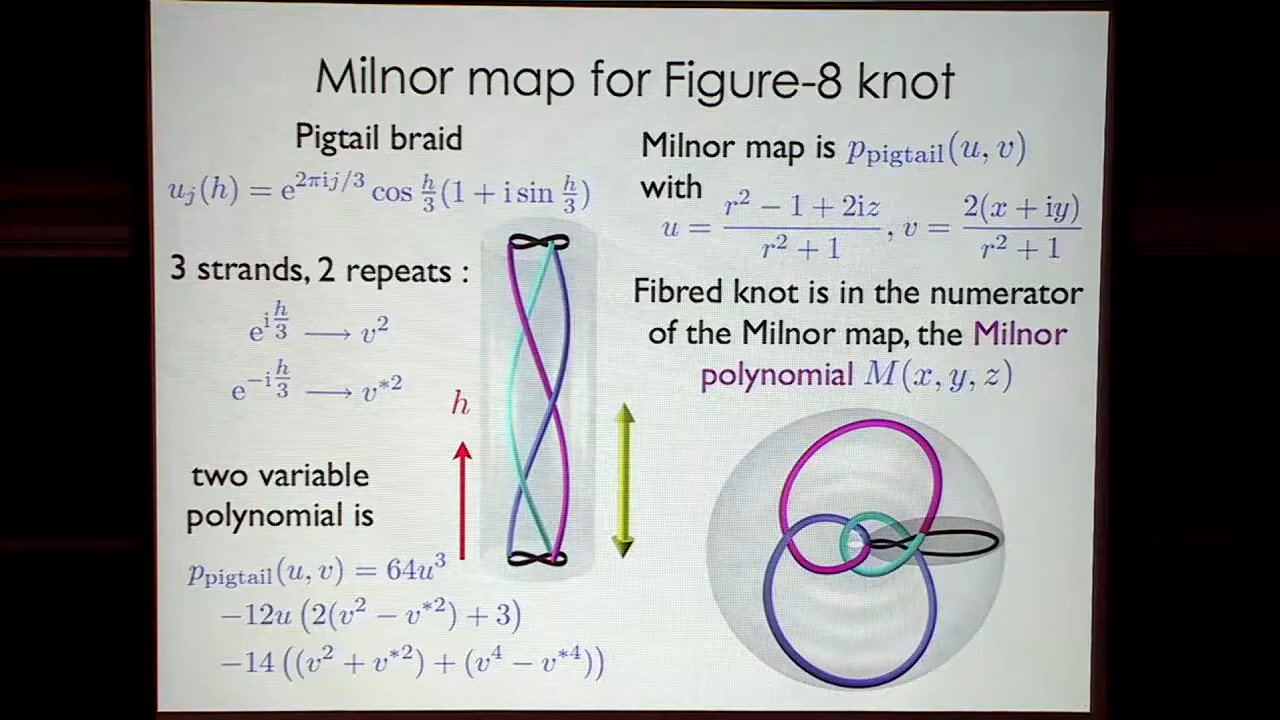 Milnor map for Figure-8 knot
Pigtail braid
u_j(h) = e^{2πij/3} cos h/3 (1 + i sin h/3)
3 strands, 2 repeats :
e^{i h/3} ⟶ v^2
e^{-i h/3} ⟶ v^{*2}
h
two variable
polynomial is
p_pigtail(u, v) = 64u^3
−12u (2(v^2 − v^{*2}) + 3)
−14 ((v^2 + v^{*2}) + (v^4 − v^{*4}))
Milnor map is p_pigtail(u, v)
with
u = (r^2 − 1 + 2iz)/(r^2 + 1), v = 2(x + iy)/(r^2 + 1)
Fibred knot is in the numerator
of the Milnor map, the Milnor
polynomial M(x, y, z)